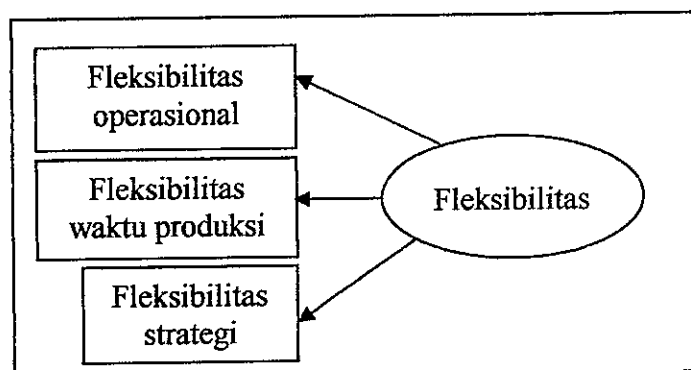 Fleksibilitas
operasional
Fleksibilitas
waktu produksi
Fleksibilitas
strategi
Fleksibilitas